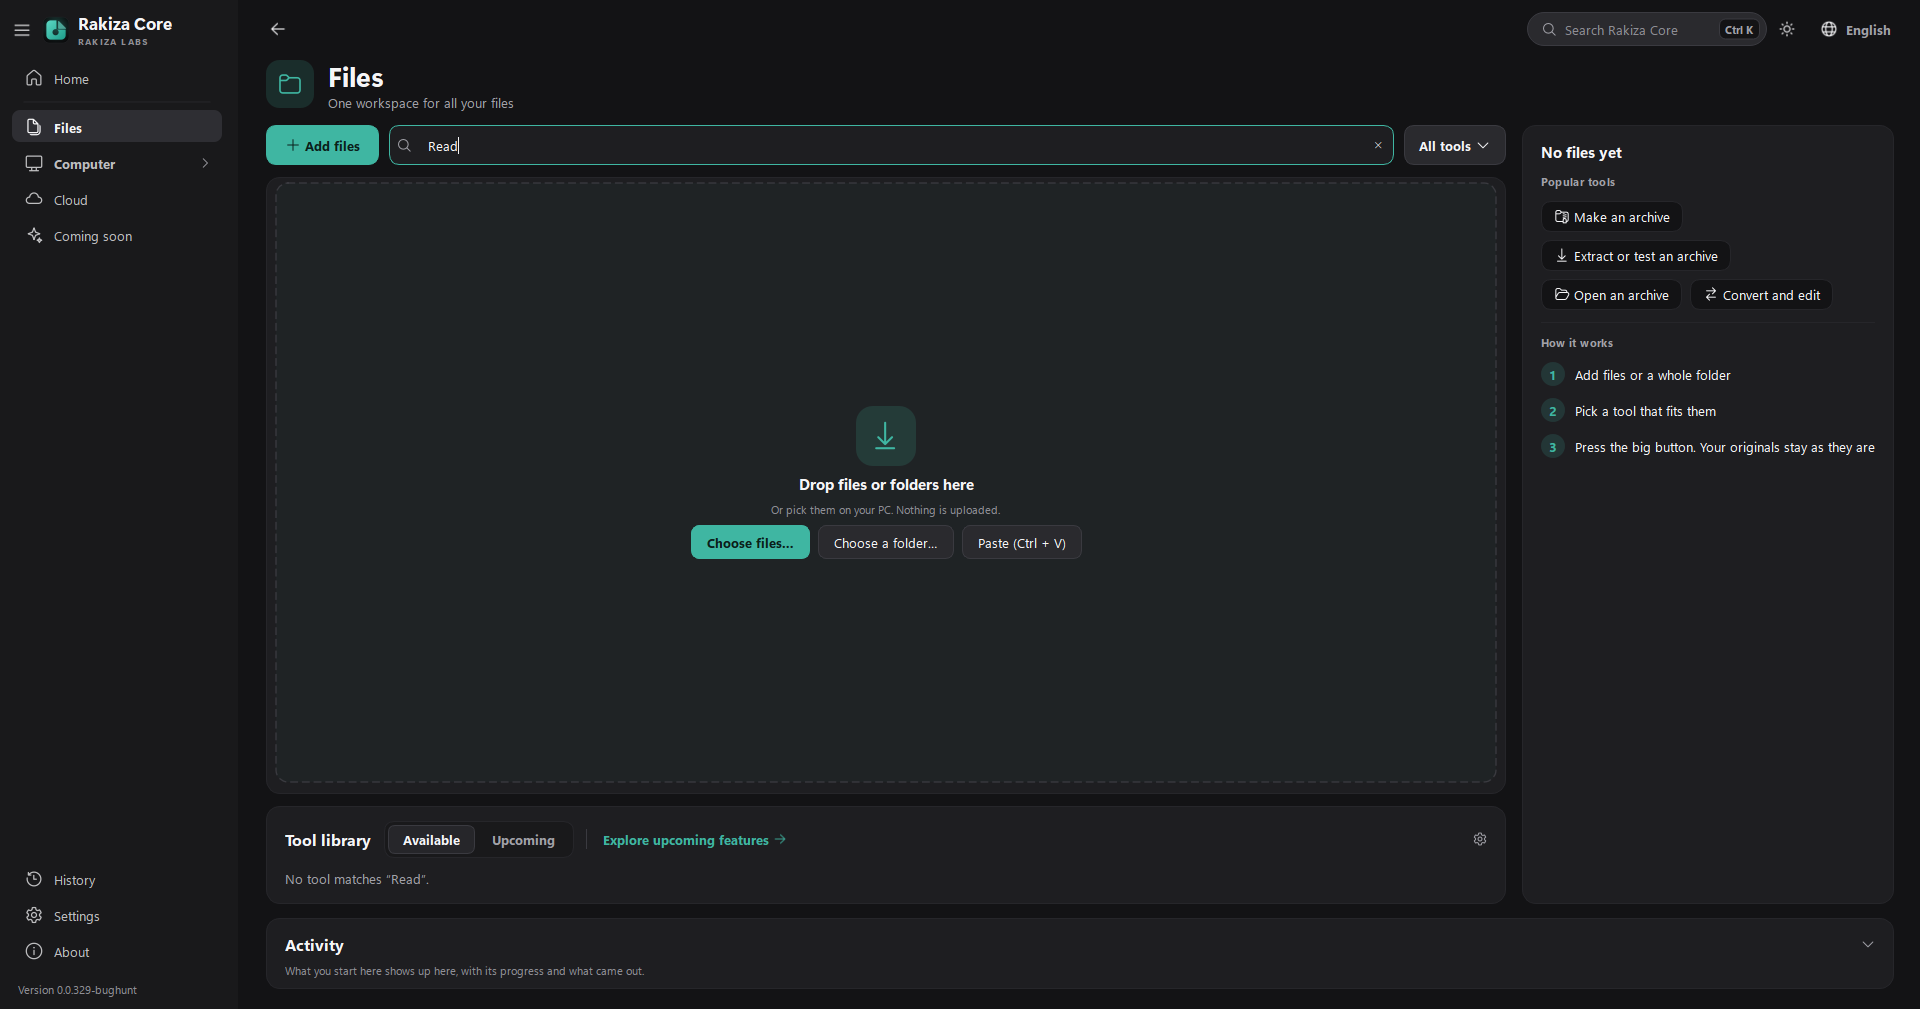 Rakiza Core
RAKIZA LABS
Home
Files
Computer
Cloud
Coming soon
History
Settings
About
Version 0.0.329-bughunt
Search Rakiza Core
Ctrl K
English
Files
One workspace for all your files
Add files
Read
All tools
Drop files or folders here
Or pick them on your PC. Nothing is uploaded.
Choose files...
Choose a folder...
Paste (Ctrl + V)
Tool library
Available
Upcoming
Explore upcoming features
No tool matches “Read”.
Activity
What you start here shows up here, with its progress and what came out.
No files yet
Popular tools
Make an archive
Extract or test an archive
Open an archive
Convert and edit
How it works
1 Add files or a whole folder
2 Pick a tool that fits them
3 Press the big button. Your originals stay as they are